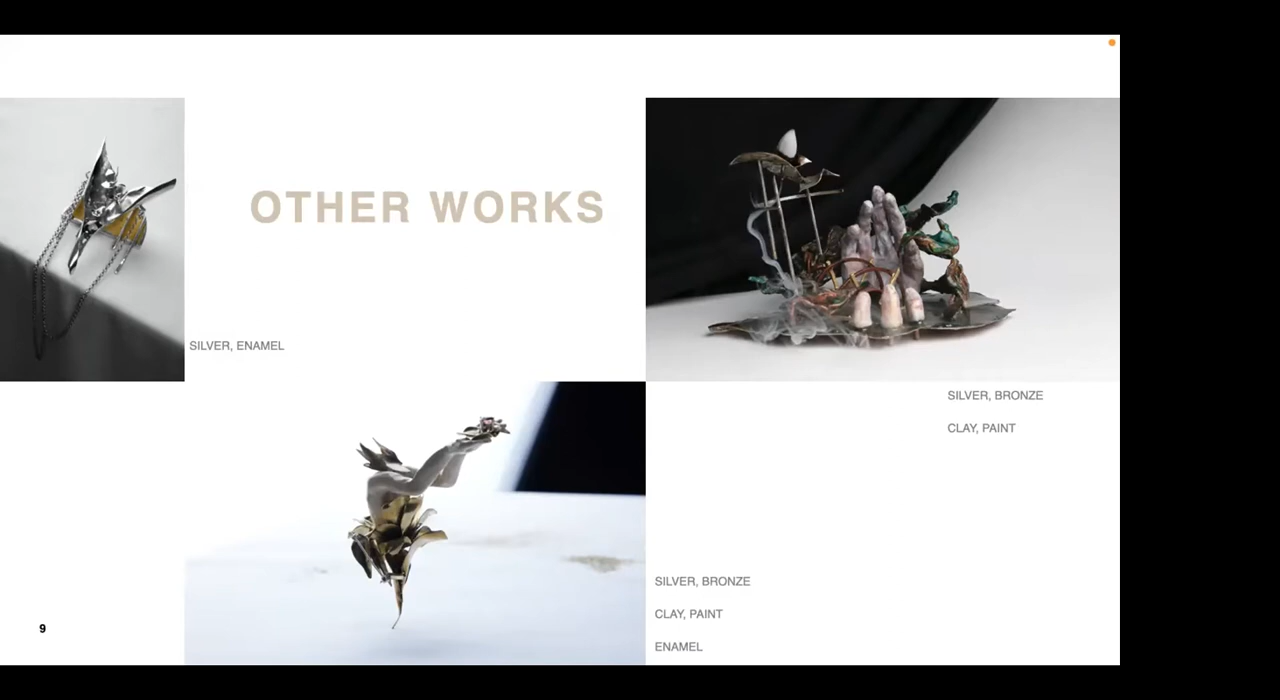 OTHER WORKS
SILVER, ENAMEL
SILVER, BRONZE
CLAY, PAINT
SILVER, BRONZE
CLAY, PAINT
ENAMEL
9